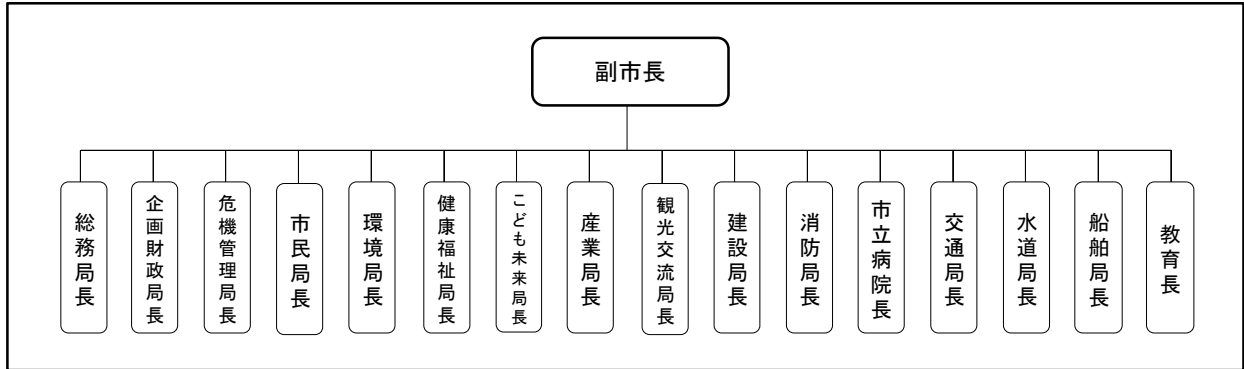 副市長
総務局長
企画財政局長
危機管理局長
市民局長
環境局長
健康福祉局長
こども未来局長
産業局長
観光交流局長
建設局長
消防局長
市立病院長
交通局長
水道局長
船舶局長
教育長